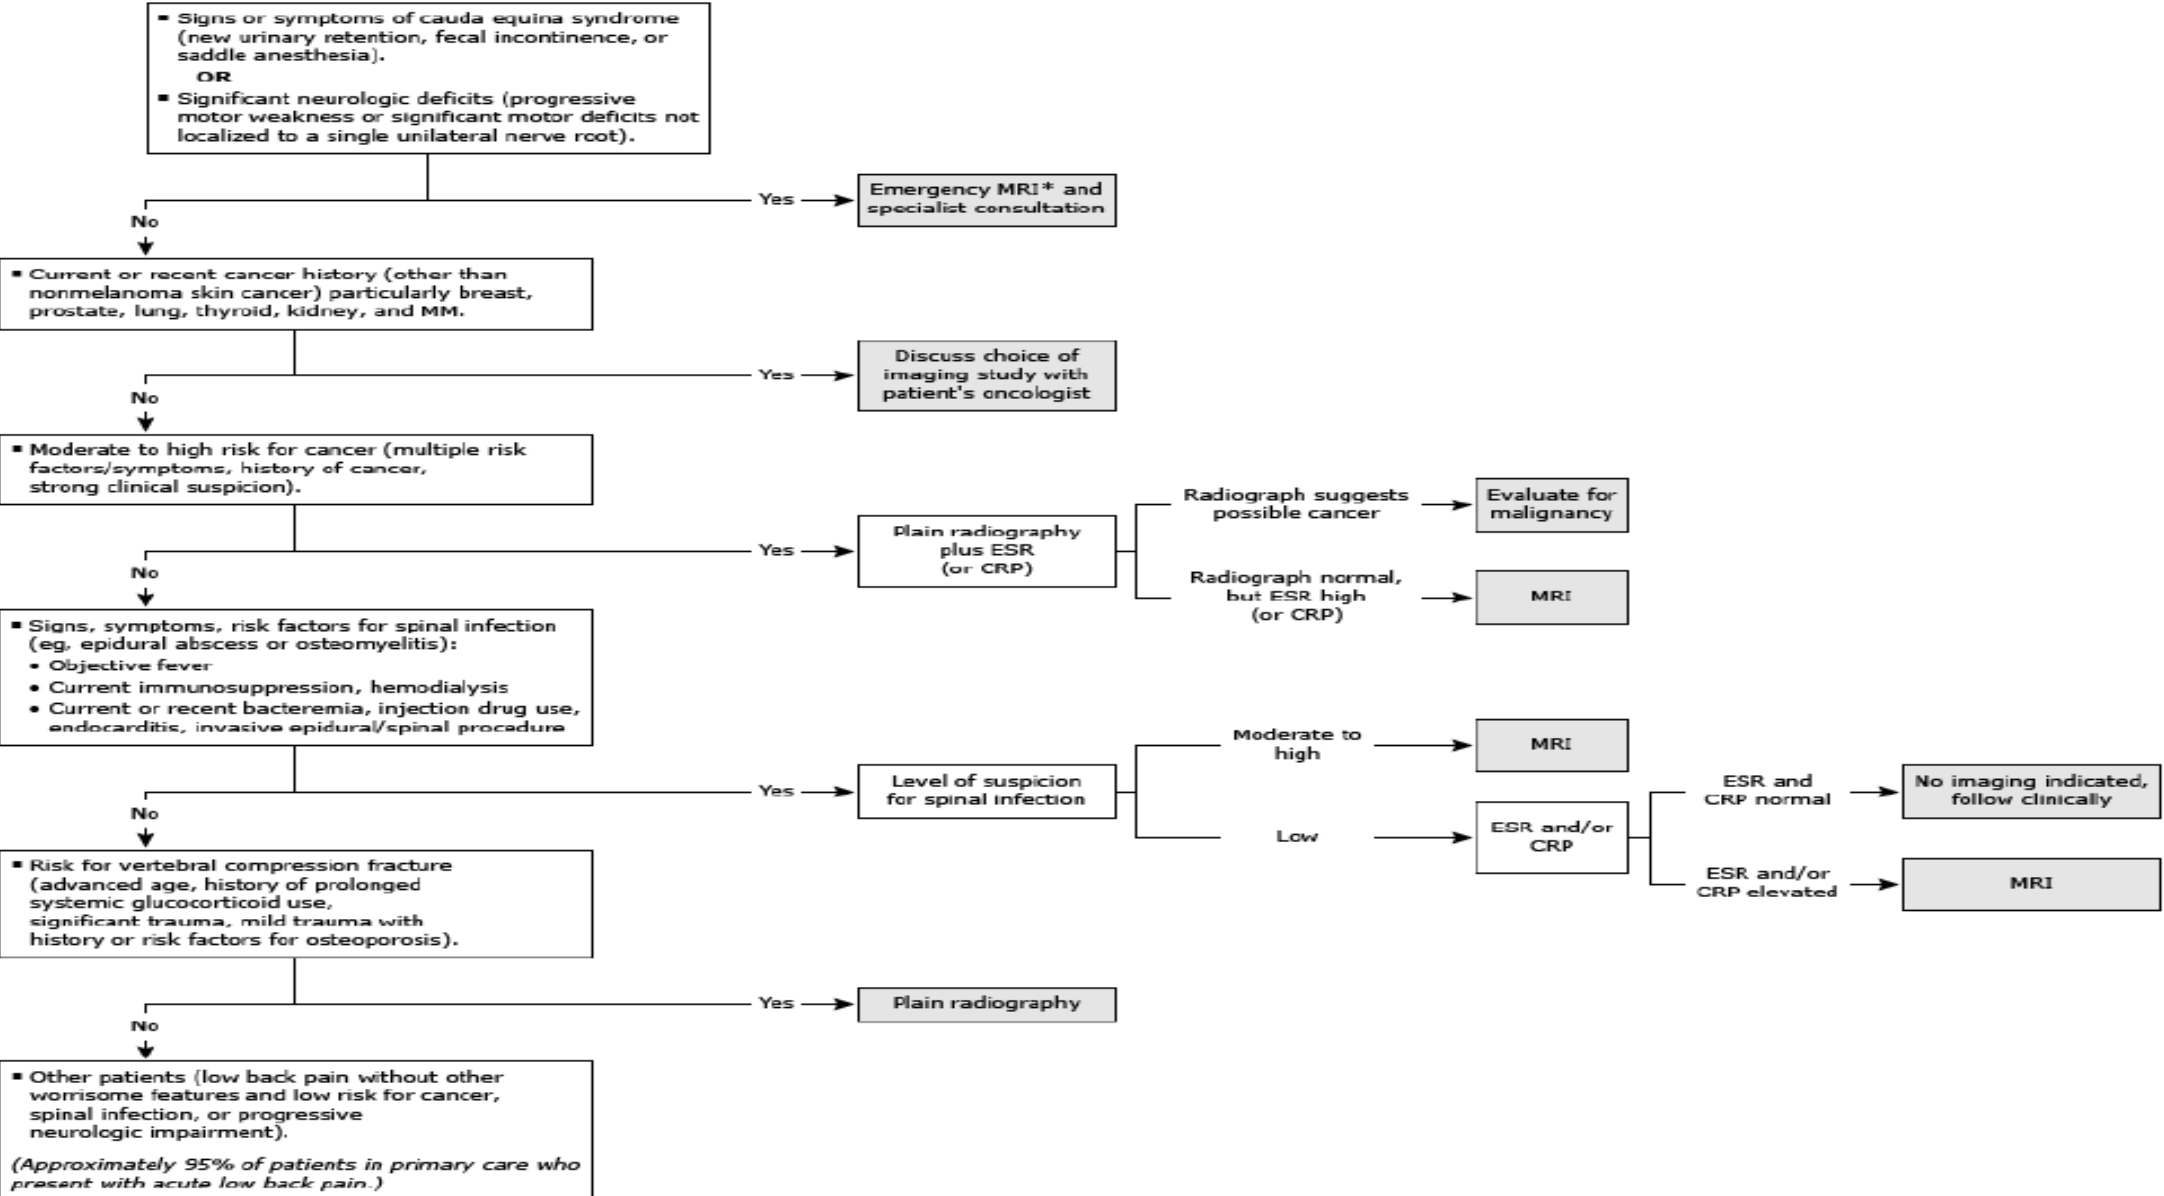 ▪ Signs or symptoms of cauda equina syndrome
(new urinary retention, fecal incontinence, or
saddle anesthesia).
OR
▪ Significant neurologic deficits (progressive
motor weakness or significant motor deficits not
localized to a single unilateral nerve root).
Yes
Emergency MRI* and
specialist consultation
No
▪ Current or recent cancer history (other than
nonmelanoma skin cancer) particularly breast,
prostate, lung, thyroid, kidney, and MM.
Yes
Discuss choice of
imaging study with
patient's oncologist
No
▪ Moderate to high risk for cancer (multiple risk
factors/symptoms, history of cancer,
strong clinical suspicion).
Yes
Plain radiography
plus ESR
(or CRP)
Radiograph suggests
possible cancer
Evaluate for
malignancy
Radiograph normal,
but ESR high
(or CRP)
MRI
No
▪ Signs, symptoms, risk factors for spinal infection
(eg, epidural abscess or osteomyelitis):
• Objective fever
• Current immunosuppression, hemodialysis
• Current or recent bacteremia, injection drug use,
endocarditis, invasive epidural/spinal procedure
Yes
Level of suspicion
for spinal infection
Moderate to
high
MRI
Low
ESR and/or
CRP
ESR and
CRP normal
No imaging indicated,
follow clinically
ESR and/or
CRP elevated
MRI
No
▪ Risk for vertebral compression fracture
(advanced age, history of prolonged
systemic glucocorticoid use,
significant trauma, mild trauma with
history or risk factors for osteoporosis).
Yes
Plain radiography
No
▪ Other patients (low back pain without other
worrisome features and low risk for cancer,
spinal infection, or progressive
neurologic impairment).
(Approximately 95% of patients in primary care who
present with acute low back pain.)